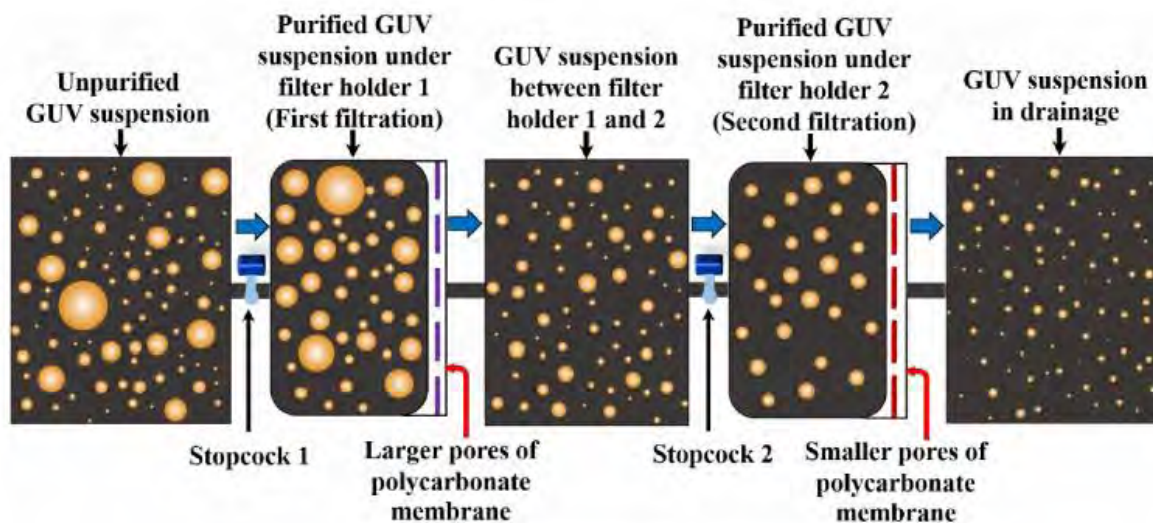 Unpurified
GUV suspension
Purified GUV
suspension under
filter holder 1
(First filtration)
GUV suspension
between filter
holder 1 and 2
Purified GUV
suspension under
filter holder 2
(Second filtration)
GUV suspension
in drainage
Stopcock 1
Larger pores of
polycarbonate
membrane
Stopcock 2
Smaller pores of
polycarbonate
membrane